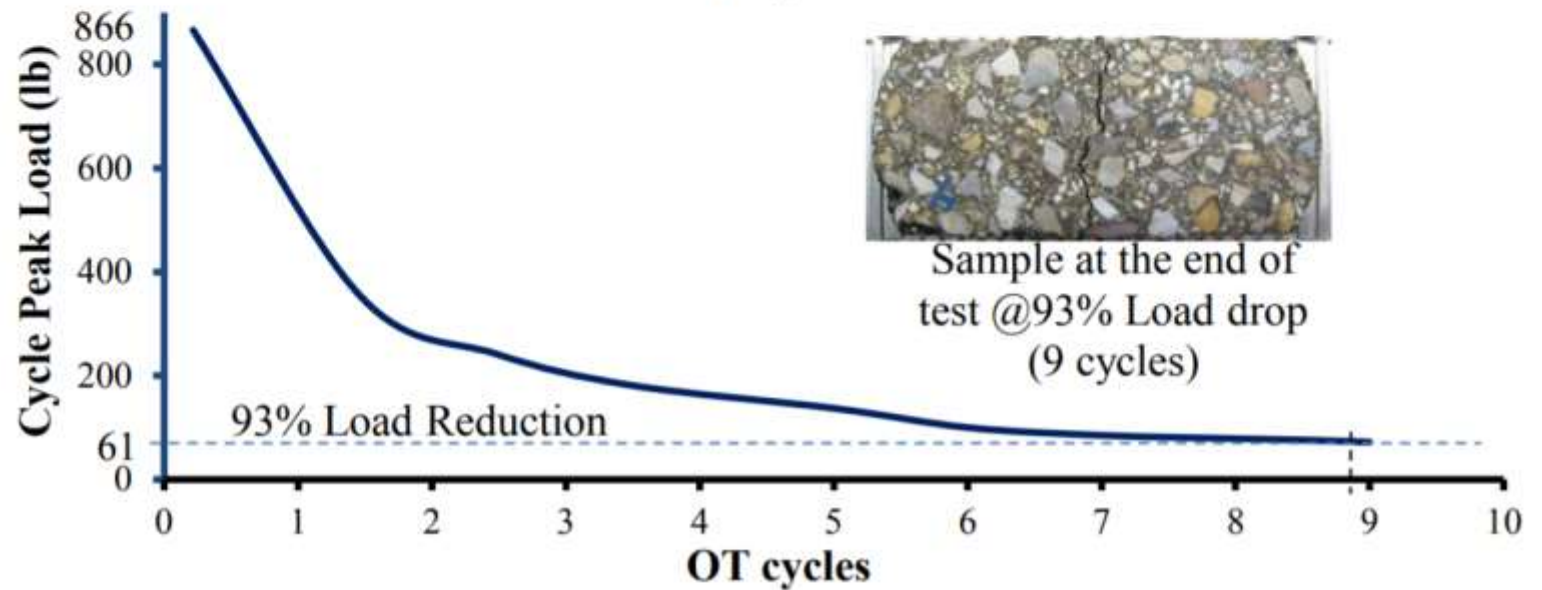 866
800
600
400
200
61
0
Cycle Peak Load (lb)
93% Load Reduction
Sample at the end of
test @93% Load drop
(9 cycles)
0 1 2 3 4 5 6 7 8 9 10
OT cycles